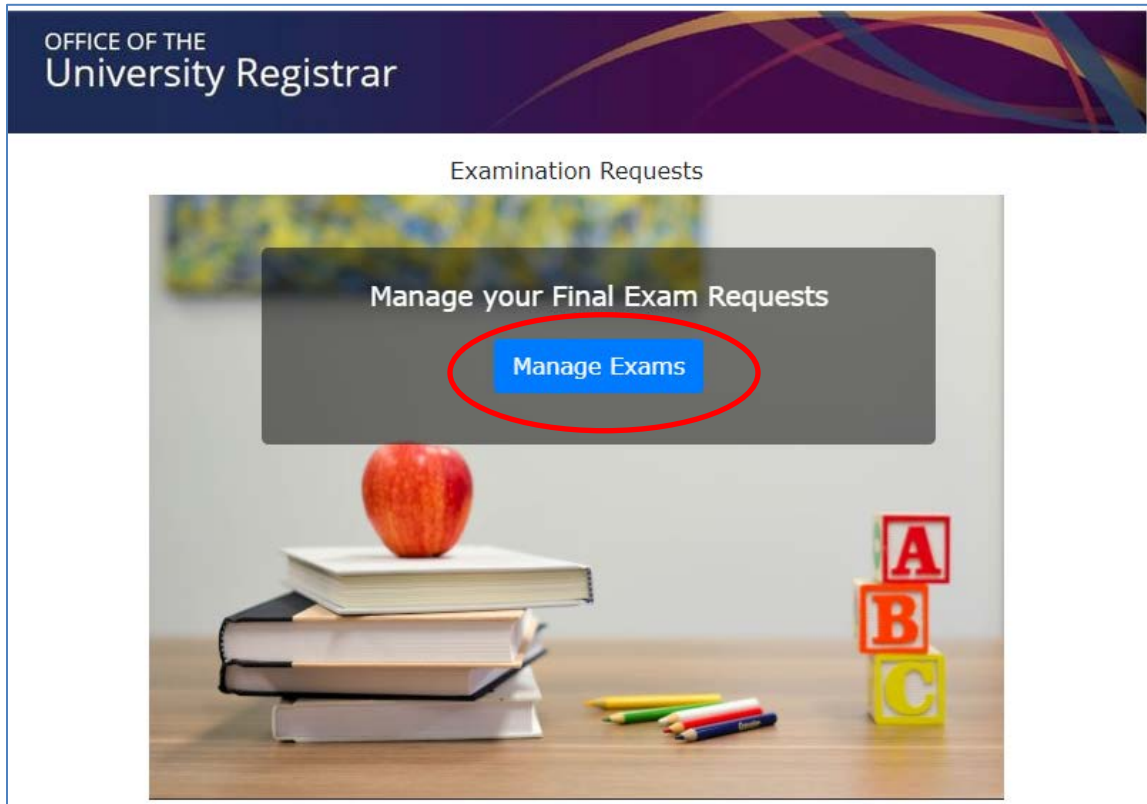 OFFICE OF THE
University Registrar
Examination Requests
Manage your Final Exam Requests
Manage Exams
A
B
C